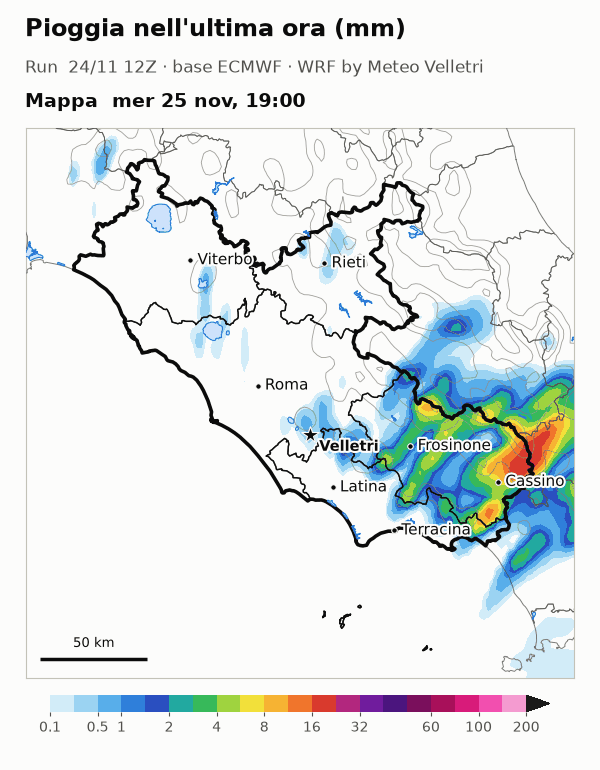 Pioggia nell'ultima ora (mm)
Run  24/11 12Z · base ECMWF · WRF by Meteo Velletri
Mappa  mer 25 nov, 19:00
Viterbo
Rieti
Roma
Velletri
Frosinone
Latina
Cassino
Terracina
50 km
0.1 0.5 1 2 4 8 16 32 60 100 200